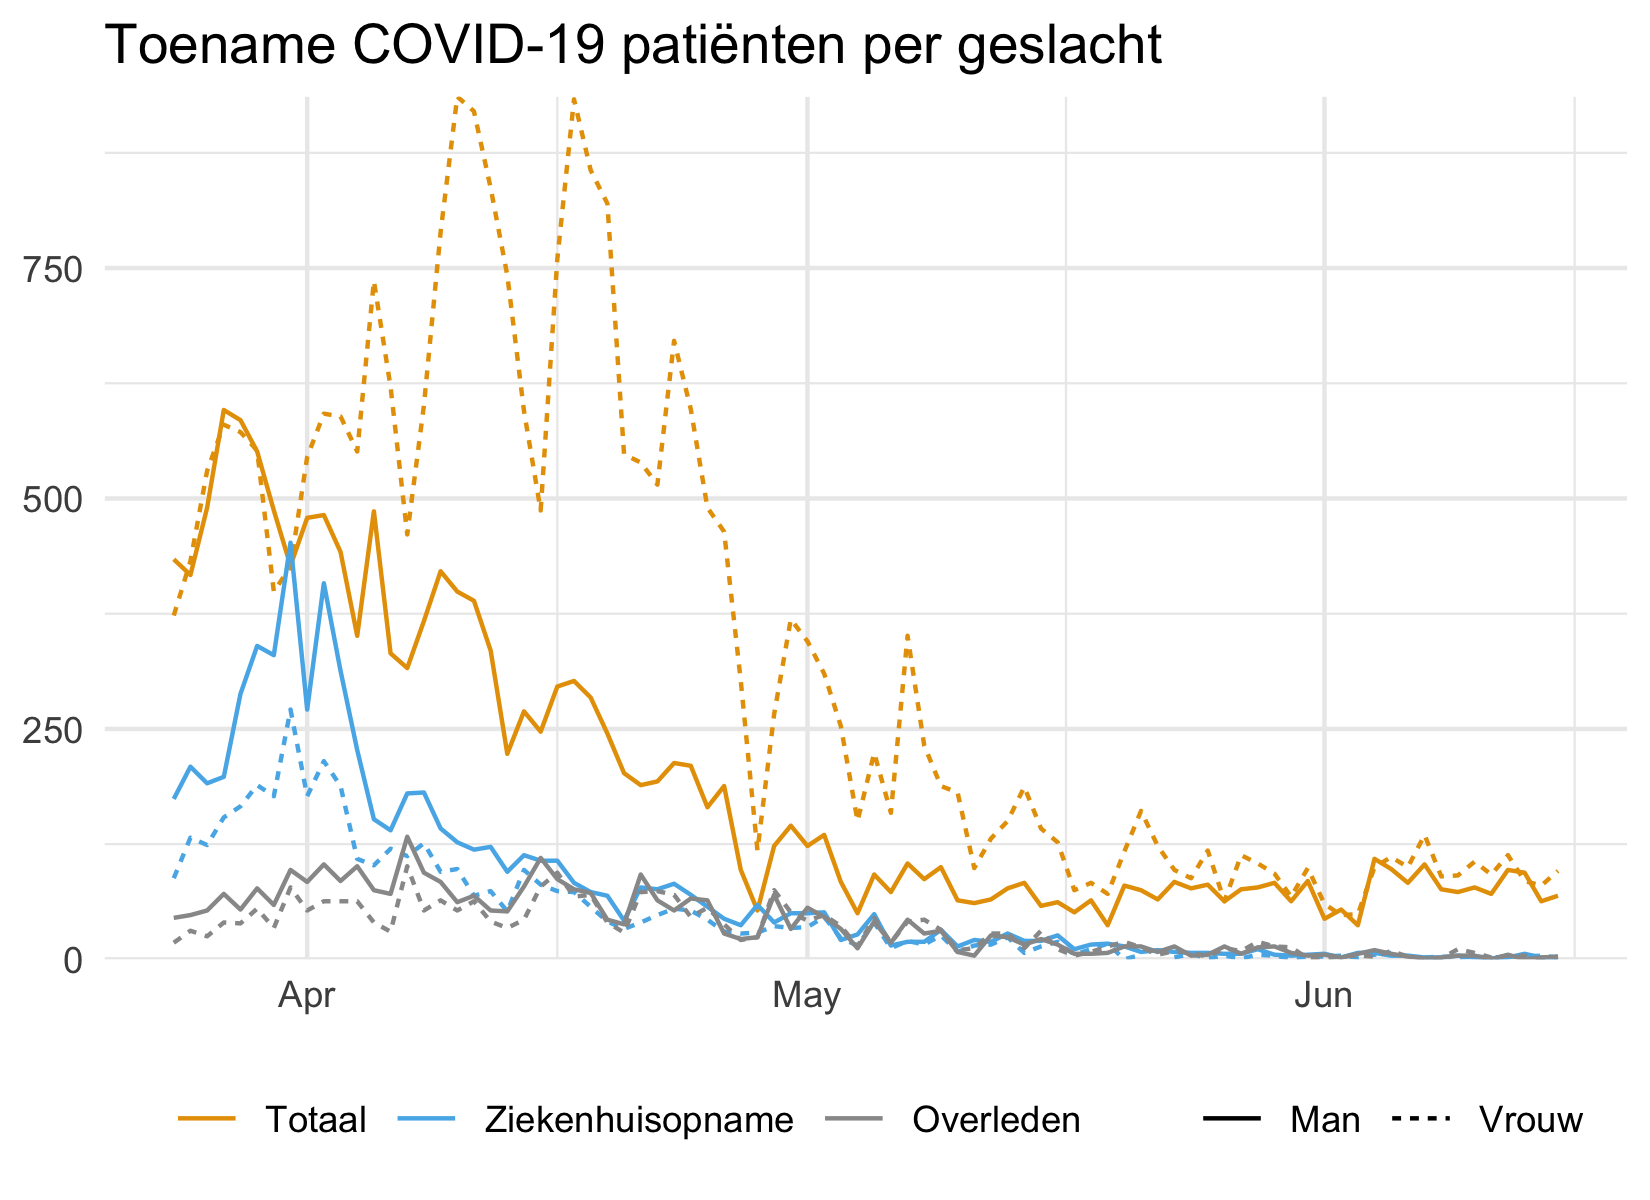 Toename COVID-19 patiënten per geslacht
750
500
250
0
Apr May Jun
Totaal Ziekenhuisopname Overleden Man Vrouw